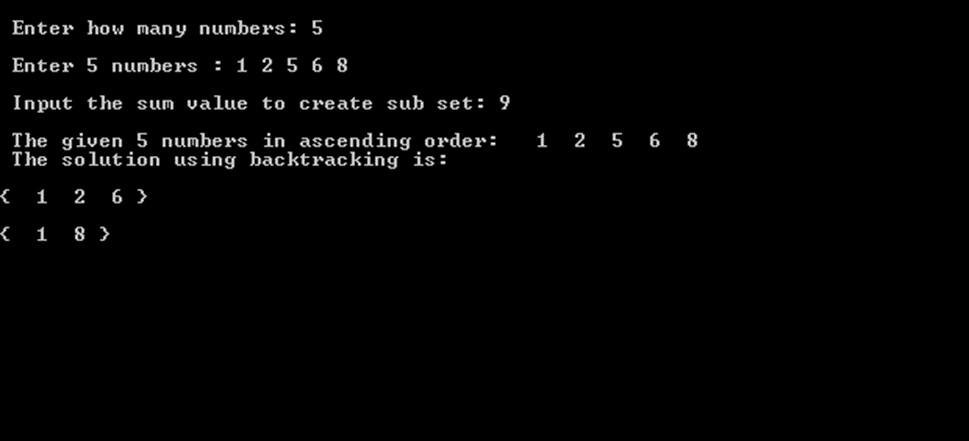 Enter how many numbers: 5
Enter 5 numbers : 1 2 5 6 8
Input the sum value to create sub set: 9
The given 5 numbers in ascending order:   1  2  5  6  8
The solution using backtracking is:
{  1  2  6 }
{  1  8 }